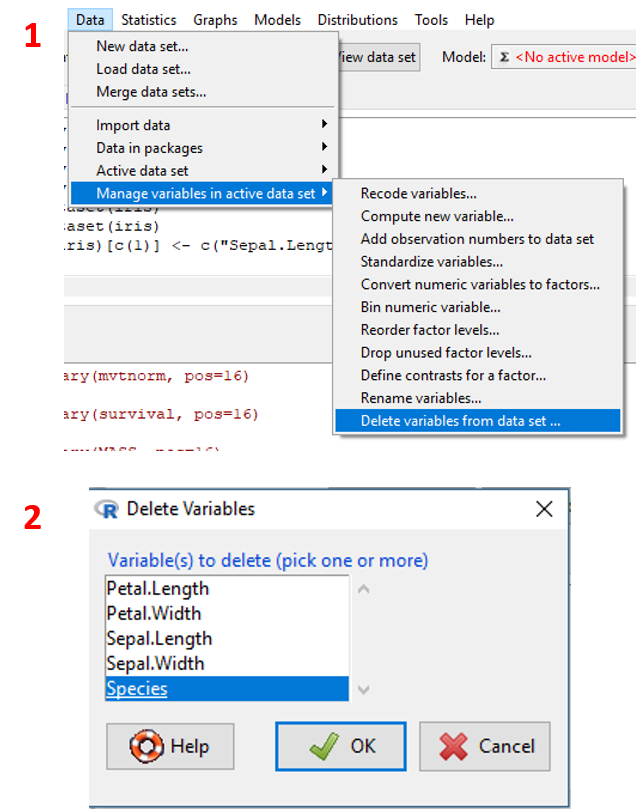 1
Data Statistics Graphs Models Distributions Tools Help
New data set...
Load data set...
Merge data sets...
View data set Model: Σ <No active model>
Import data
Data in packages
Active data set
Manage variables in active data set
aset(iris)
aset(iris)
ris)[c(1)] <- c("Sepal.Lengt
Recode variables...
Compute new variable...
Add observation numbers to data set
Standardize variables...
Convert numeric variables to factors...
Bin numeric variable...
Reorder factor levels...
Drop unused factor levels...
Define contrasts for a factor...
Rename variables...
Delete variables from data set ...
ary(mvtnorm, pos=16)
ary(survival, pos=16)
2
R Delete Variables
Variable(s) to delete (pick one or more)
Petal.Length
Petal.Width
Sepal.Length
Sepal.Width
Species
Help OK Cancel